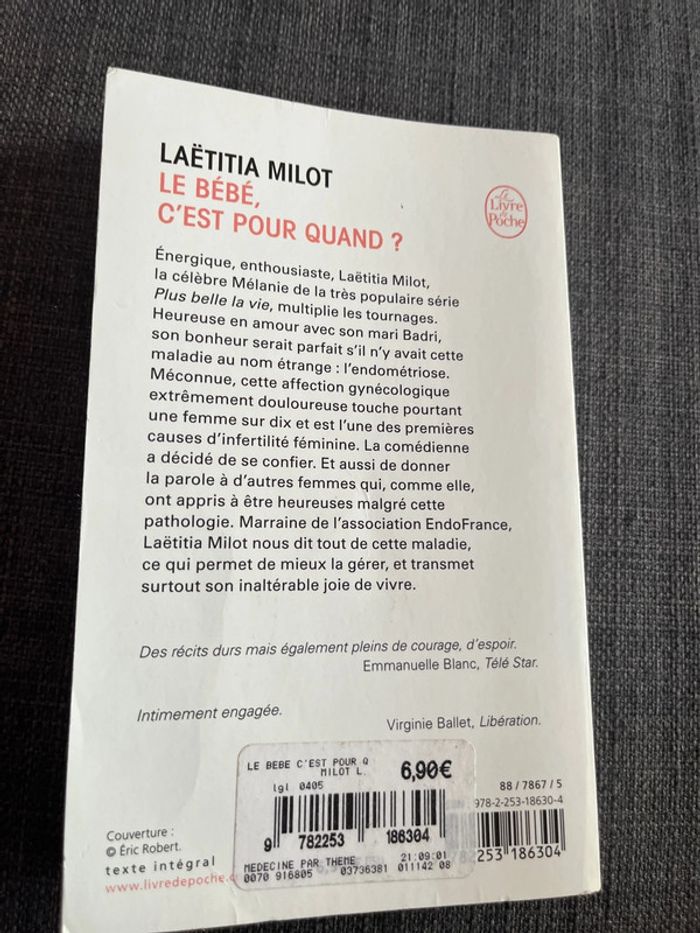 LAËTITIA MILOT
LE BÉBÉ,
C'EST POUR QUAND ?
Le
Livre
de
Poche
Énergique, enthousiaste, Laëtitia Milot,
la célèbre Mélanie de la très populaire série
Plus belle la vie, multiplie les tournages.
Heureuse en amour avec son mari Badri,
son bonheur serait parfait s'il n'y avait cette
maladie au nom étrange : l'endométriose.
Méconnue, cette affection gynécologique
extrêmement douloureuse touche pourtant
une femme sur dix et est l'une des premières
causes d'infertilité féminine. La comédienne
a décidé de se confier. Et aussi de donner
la parole à d'autres femmes qui, comme elle,
ont appris à être heureuses malgré cette
pathologie. Marraine de l'association EndoFrance,
Laëtitia Milot nous dit tout de cette maladie,
ce qui permet de mieux la gérer, et transmet
surtout son inaltérable joie de vivre.
Des récits durs mais également pleins de courage, d'espoir.
Emmanuelle Blanc, Télé Star.
Intimement engagée.
Virginie Ballet, Libération.
LE BEBE C'EST POUR Q
MILOT L.
6,90€
lgl 0405
9 782253 186304
MEDECINE PAR THEME 21:09:01
0070 916805 03736381 011142 08
88 / 7867 / 5
978-2-253-18630-4
253 186304
Couverture :
© Éric Robert.
texte intégral
www.livredepoche.c